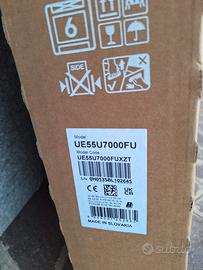 6
SIDE
Model
UE55U7000FU
Model Code
UE55U7000FUXZT
S/N
MADE IN SLOVAKIA
Subito